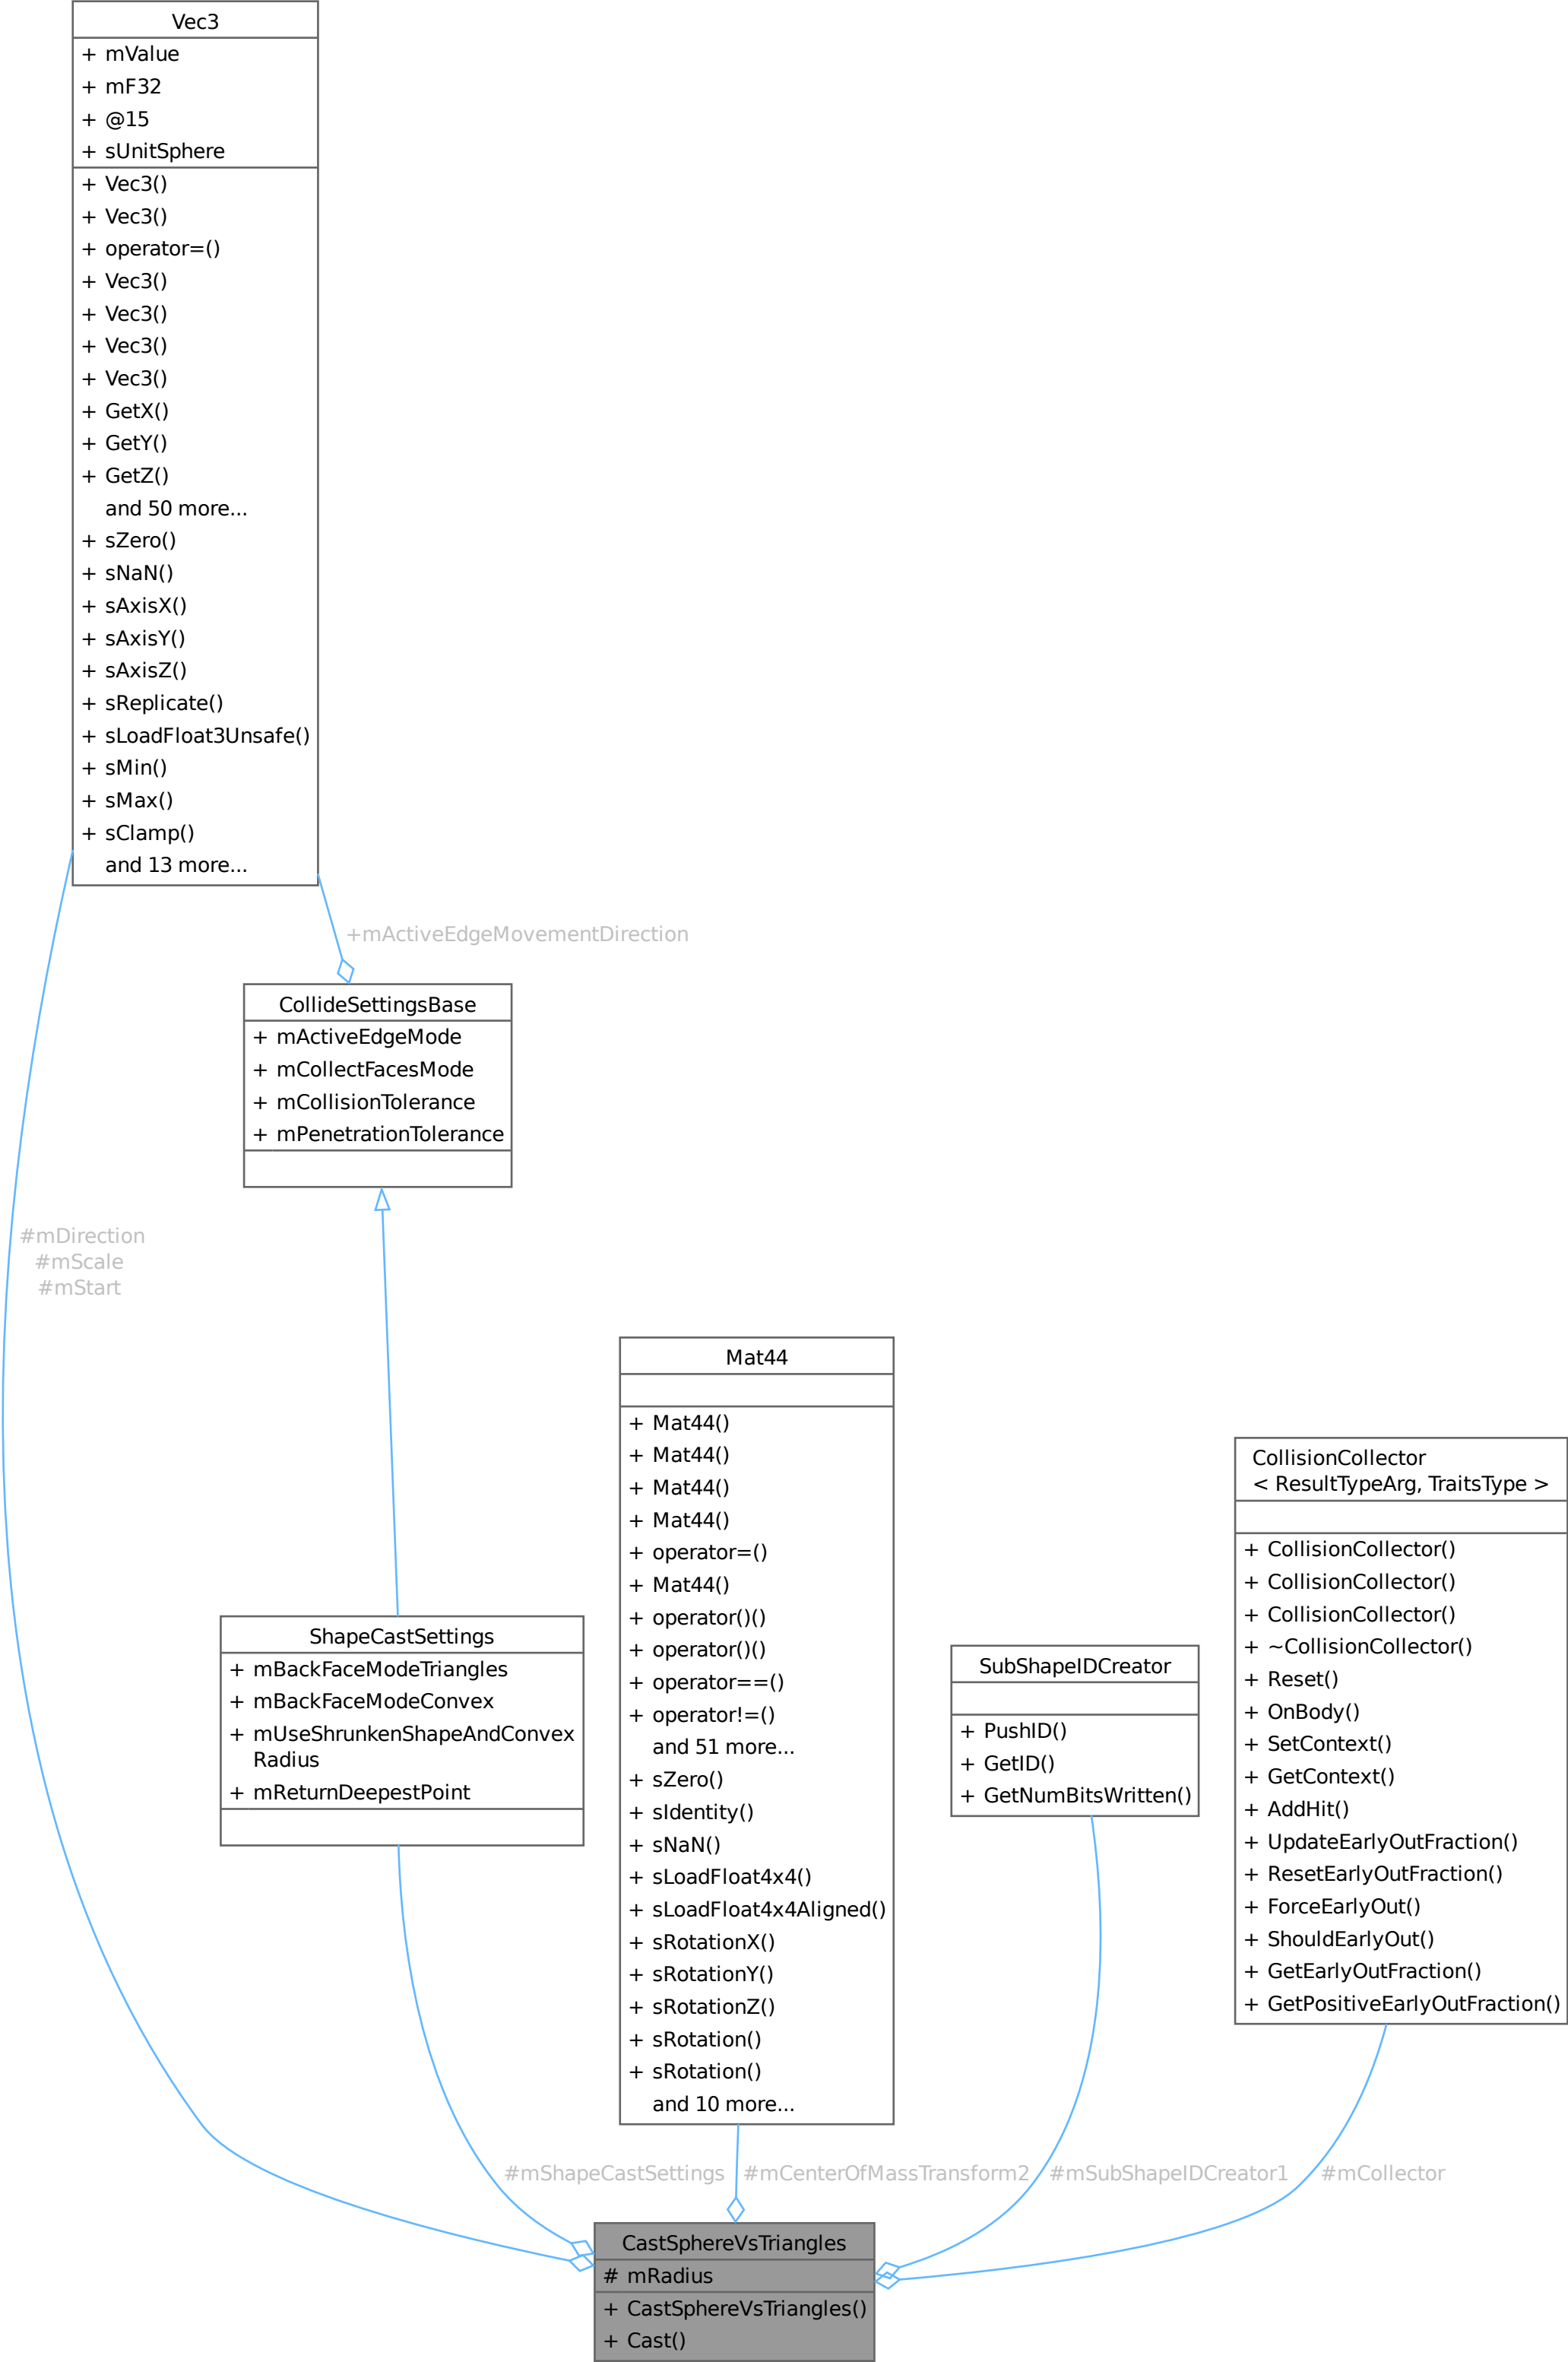 Vec3
+ mValue
+ mF32
+ @15
+ sUnitSphere
+ Vec3()
+ Vec3()
+ operator=()
+ Vec3()
+ Vec3()
+ Vec3()
+ Vec3()
+ GetX()
+ GetY()
+ GetZ()
and 50 more...
+ sZero()
+ sNaN()
+ sAxisX()
+ sAxisY()
+ sAxisZ()
+ sReplicate()
+ sLoadFloat3Unsafe()
+ sMin()
+ sMax()
+ sClamp()
and 13 more...
+mActiveEdgeMovementDirection
CollideSettingsBase
+ mActiveEdgeMode
+ mCollectFacesMode
+ mCollisionTolerance
+ mPenetrationTolerance
#mDirection
#mScale
#mStart
ShapeCastSettings
+ mBackFaceModeTriangles
+ mBackFaceModeConvex
+ mUseShrunkenShapeAndConvex
Radius
+ mReturnDeepestPoint
Mat44
+ Mat44()
+ Mat44()
+ Mat44()
+ Mat44()
+ operator=()
+ Mat44()
+ operator()()
+ operator()()
+ operator==()
+ operator!=()
and 51 more...
+ sZero()
+ sIdentity()
+ sNaN()
+ sLoadFloat4x4()
+ sLoadFloat4x4Aligned()
+ sRotationX()
+ sRotationY()
+ sRotationZ()
+ sRotation()
+ sRotation()
and 10 more...
SubShapeIDCreator
+ PushID()
+ GetID()
+ GetNumBitsWritten()
CollisionCollector
< ResultTypeArg, TraitsType >
+ CollisionCollector()
+ CollisionCollector()
+ CollisionCollector()
+ ~CollisionCollector()
+ Reset()
+ OnBody()
+ SetContext()
+ GetContext()
+ AddHit()
+ UpdateEarlyOutFraction()
+ ResetEarlyOutFraction()
+ ForceEarlyOut()
+ ShouldEarlyOut()
+ GetEarlyOutFraction()
+ GetPositiveEarlyOutFraction()
#mShapeCastSettings
#mCenterOfMassTransform2
#mSubShapeIDCreator1
#mCollector
CastSphereVsTriangles
# mRadius
+ CastSphereVsTriangles()
+ Cast()